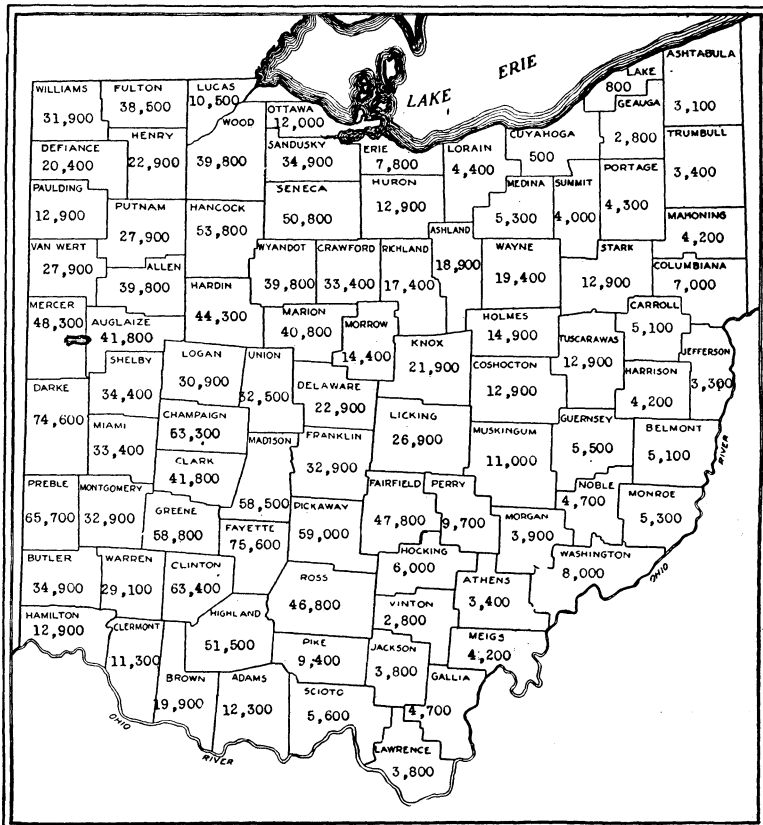 LAKE ERIE
WILLIAMS
31,900
FULTON
38,500
LUCAS
10,500
OTTAWA
12,000
LAKE
800
ASHTABULA
3,100
GEAUGA
2,800
WOOD
39,800
HENRY
22,900
DEFIANCE
20,400
SANDUSKY
34,900
ERIE
7,800
LORAIN
4,400
CUYAHOGA
500
TRUMBULL
3,400
PORTAGE
4,300
PAULDING
12,900
PUTNAM
27,900
HANCOCK
53,800
SENECA
50,800
HURON
12,900
MEDINA
5,300
SUMMIT
4,000
MAHONING
4,200
VAN WERT
27,900
ALLEN
39,800
WYANDOT
39,800
CRAWFORD
33,400
RICHLAND
17,400
ASHLAND
18,900
WAYNE
19,400
STARK
12,900
COLUMBIANA
7,000
MERCER
48,300
AUGLAIZE
41,800
HARDIN
44,300
MARION
40,800
MORROW
14,400
KNOX
21,900
HOLMES
14,900
CARROLL
5,100
TUSCARAWAS
12,900
JEFFERSON
3,300
SHELBY
34,400
LOGAN
30,900
UNION
32,500
DELAWARE
22,900
COSHOCTON
12,900
HARRISON
4,200
DARKE
74,600
MIAMI
33,400
CHAMPAIGN
53,300
MADISON
58,500
FRANKLIN
32,900
LICKING
26,900
MUSKINGUM
11,000
GUERNSEY
5,500
BELMONT
5,100
CLARK
41,800
PREBLE
65,700
MONTGOMERY
32,900
GREENE
58,800
FAYETTE
75,600
PICKAWAY
59,000
FAIRFIELD
47,800
PERRY
9,700
MORGAN
3,900
NOBLE
4,700
MONROE
5,300
BUTLER
34,900
WARREN
29,100
CLINTON
63,400
ROSS
46,800
HOCKING
6,000
ATHENS
3,400
WASHINGTON
8,000
HAMILTON
12,900
CLERMONT
11,300
HIGHLAND
51,500
VINTON
2,800
MEIGS
4,200
BROWN
19,900
ADAMS
12,300
PIKE
9,400
SCIOTO
5,600
JACKSON
3,800
GALLIA
4,700
LAWRENCE
3,800
OHIO RIVER
OHIO RIVER